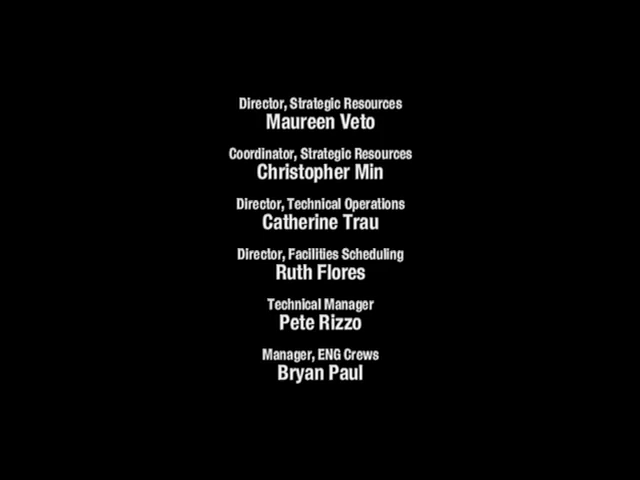 Director, Strategic Resources
Maureen Veto
Coordinator, Strategic Resources
Christopher Min
Director, Technical Operations
Catherine Trau
Director, Facilities Scheduling
Ruth Flores
Technical Manager
Pete Rizzo
Manager, ENG Crews
Bryan Paul